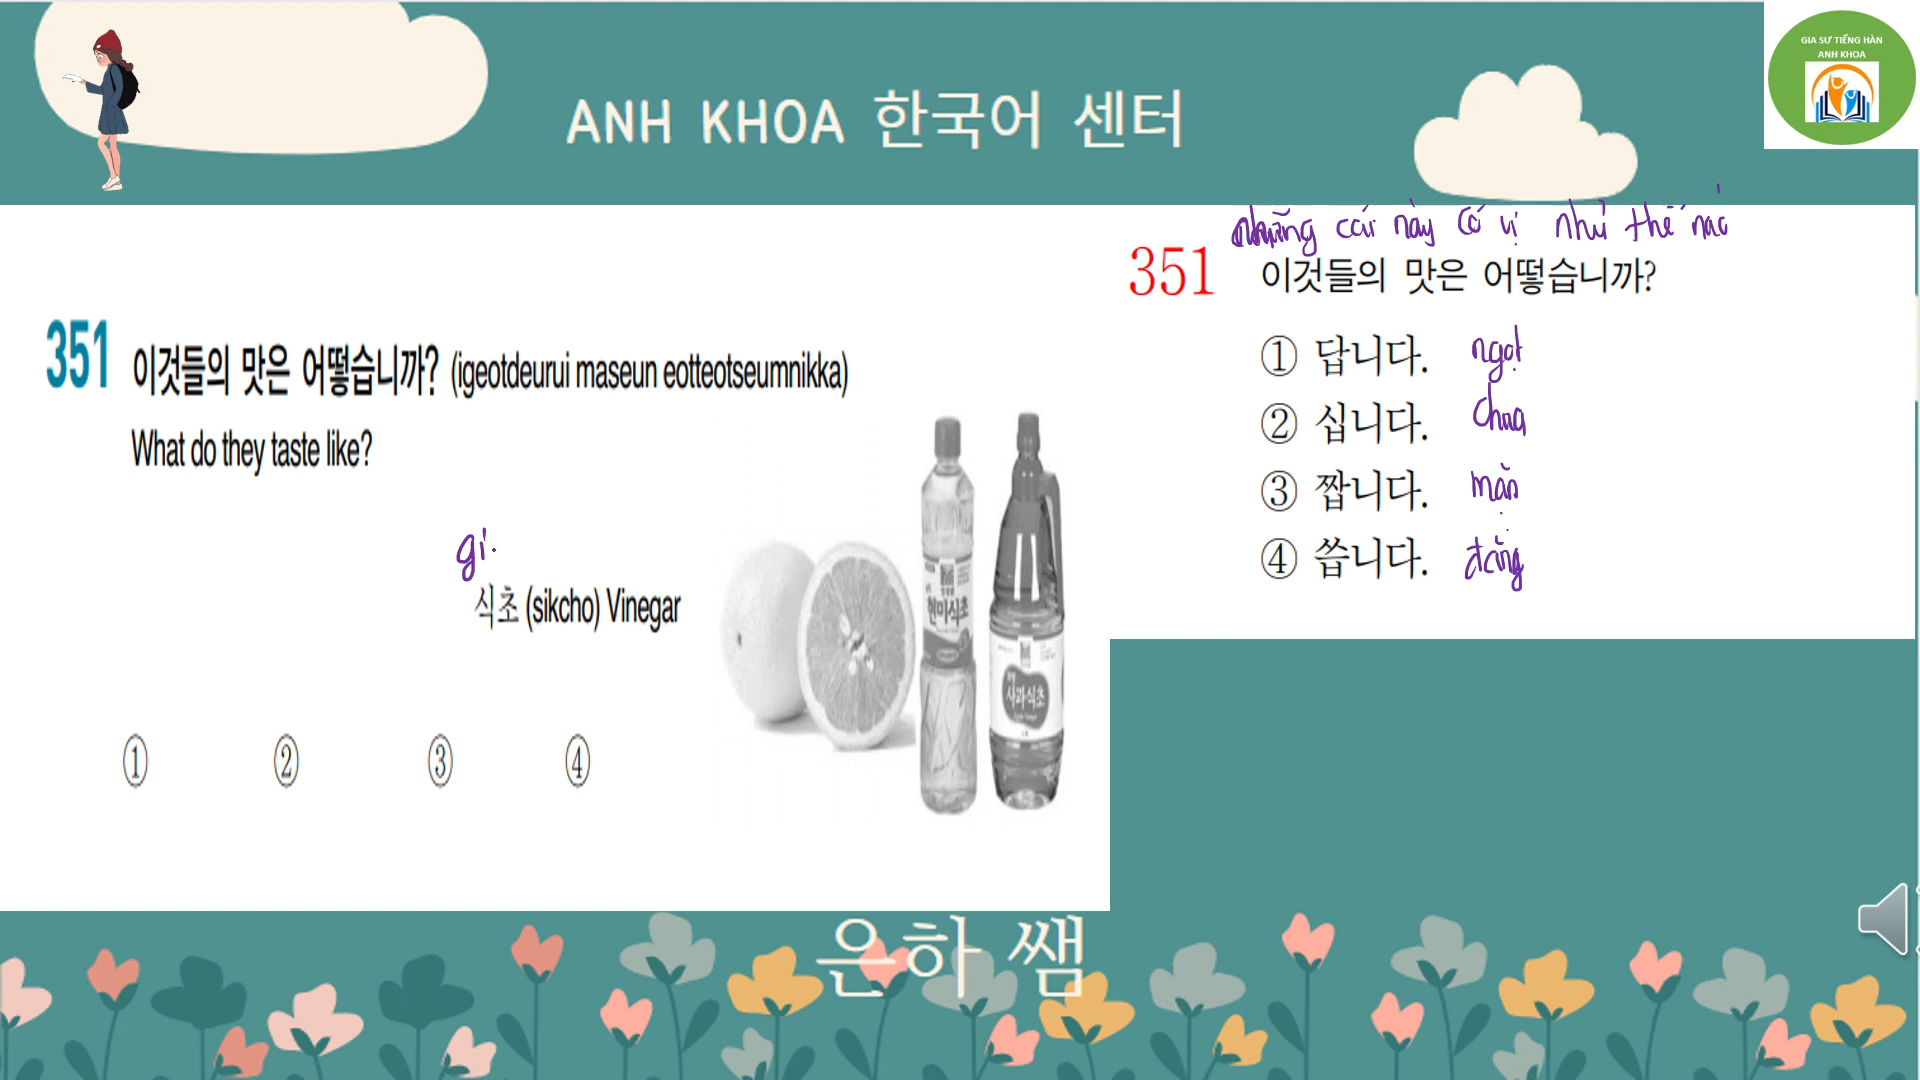 GIA SƯ TIẾNG HÀN
ANH KHOA
ANH KHOA 한국어 센터
351 이것들의 맛은 어떻습니까? (igeotdeurui maseun eotteotseumnikka)
What do they taste like?
gi
식초 (sikcho) Vinegar
현미식초
사과식초
① ② ③ ④
những cái này có vị như thế nào
351 이것들의 맛은 어떻습니까?
① 답니다. ngọt
② 십니다. chua
③ 짭니다. mặn
④ 씁니다. đắng
은하 쌤